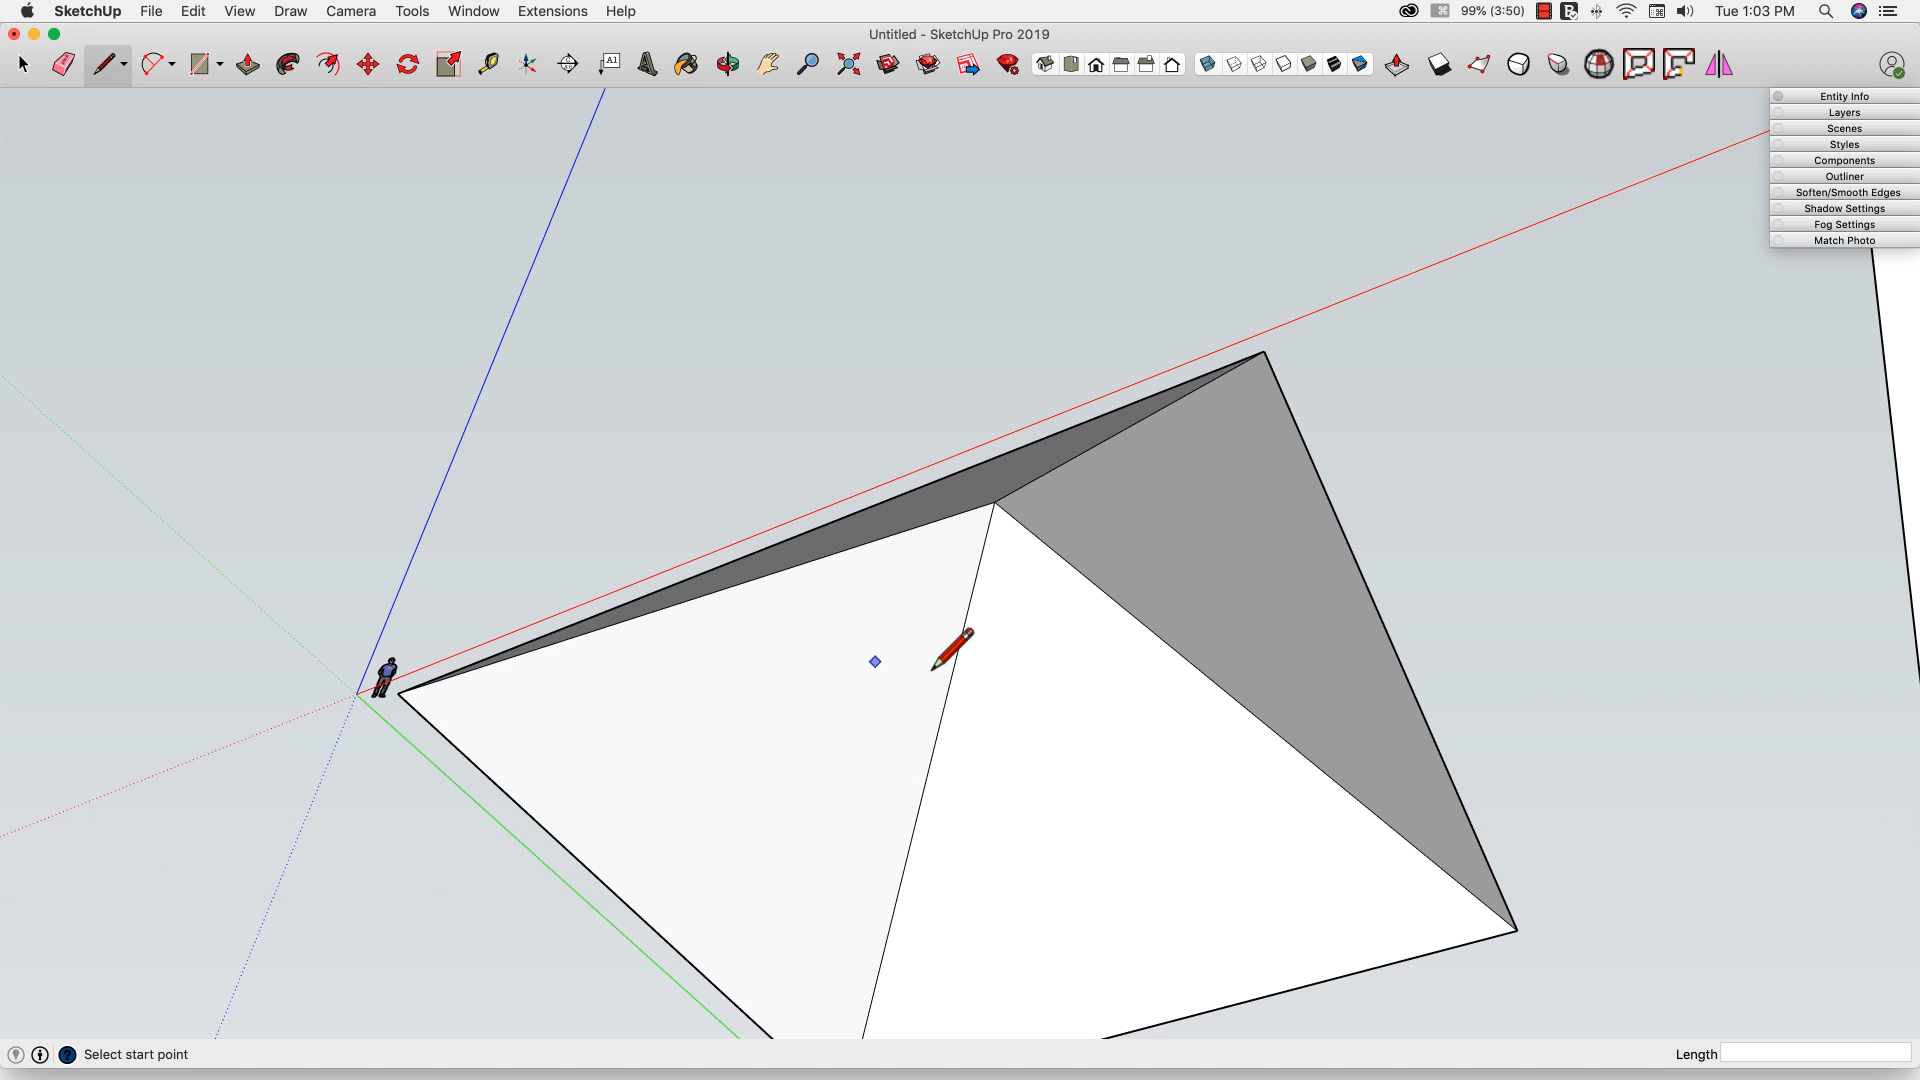 SketchUp File Edit View Draw Camera Tools Window Extensions Help 99% (3:50) Tue 1:03 PM
Untitled - SketchUp Pro 2019
A1
Entity Info
Layers
Scenes
Styles
Components
Outliner
Soften/Smooth Edges
Shadow Settings
Fog Settings
Match Photo
Select start point
Length